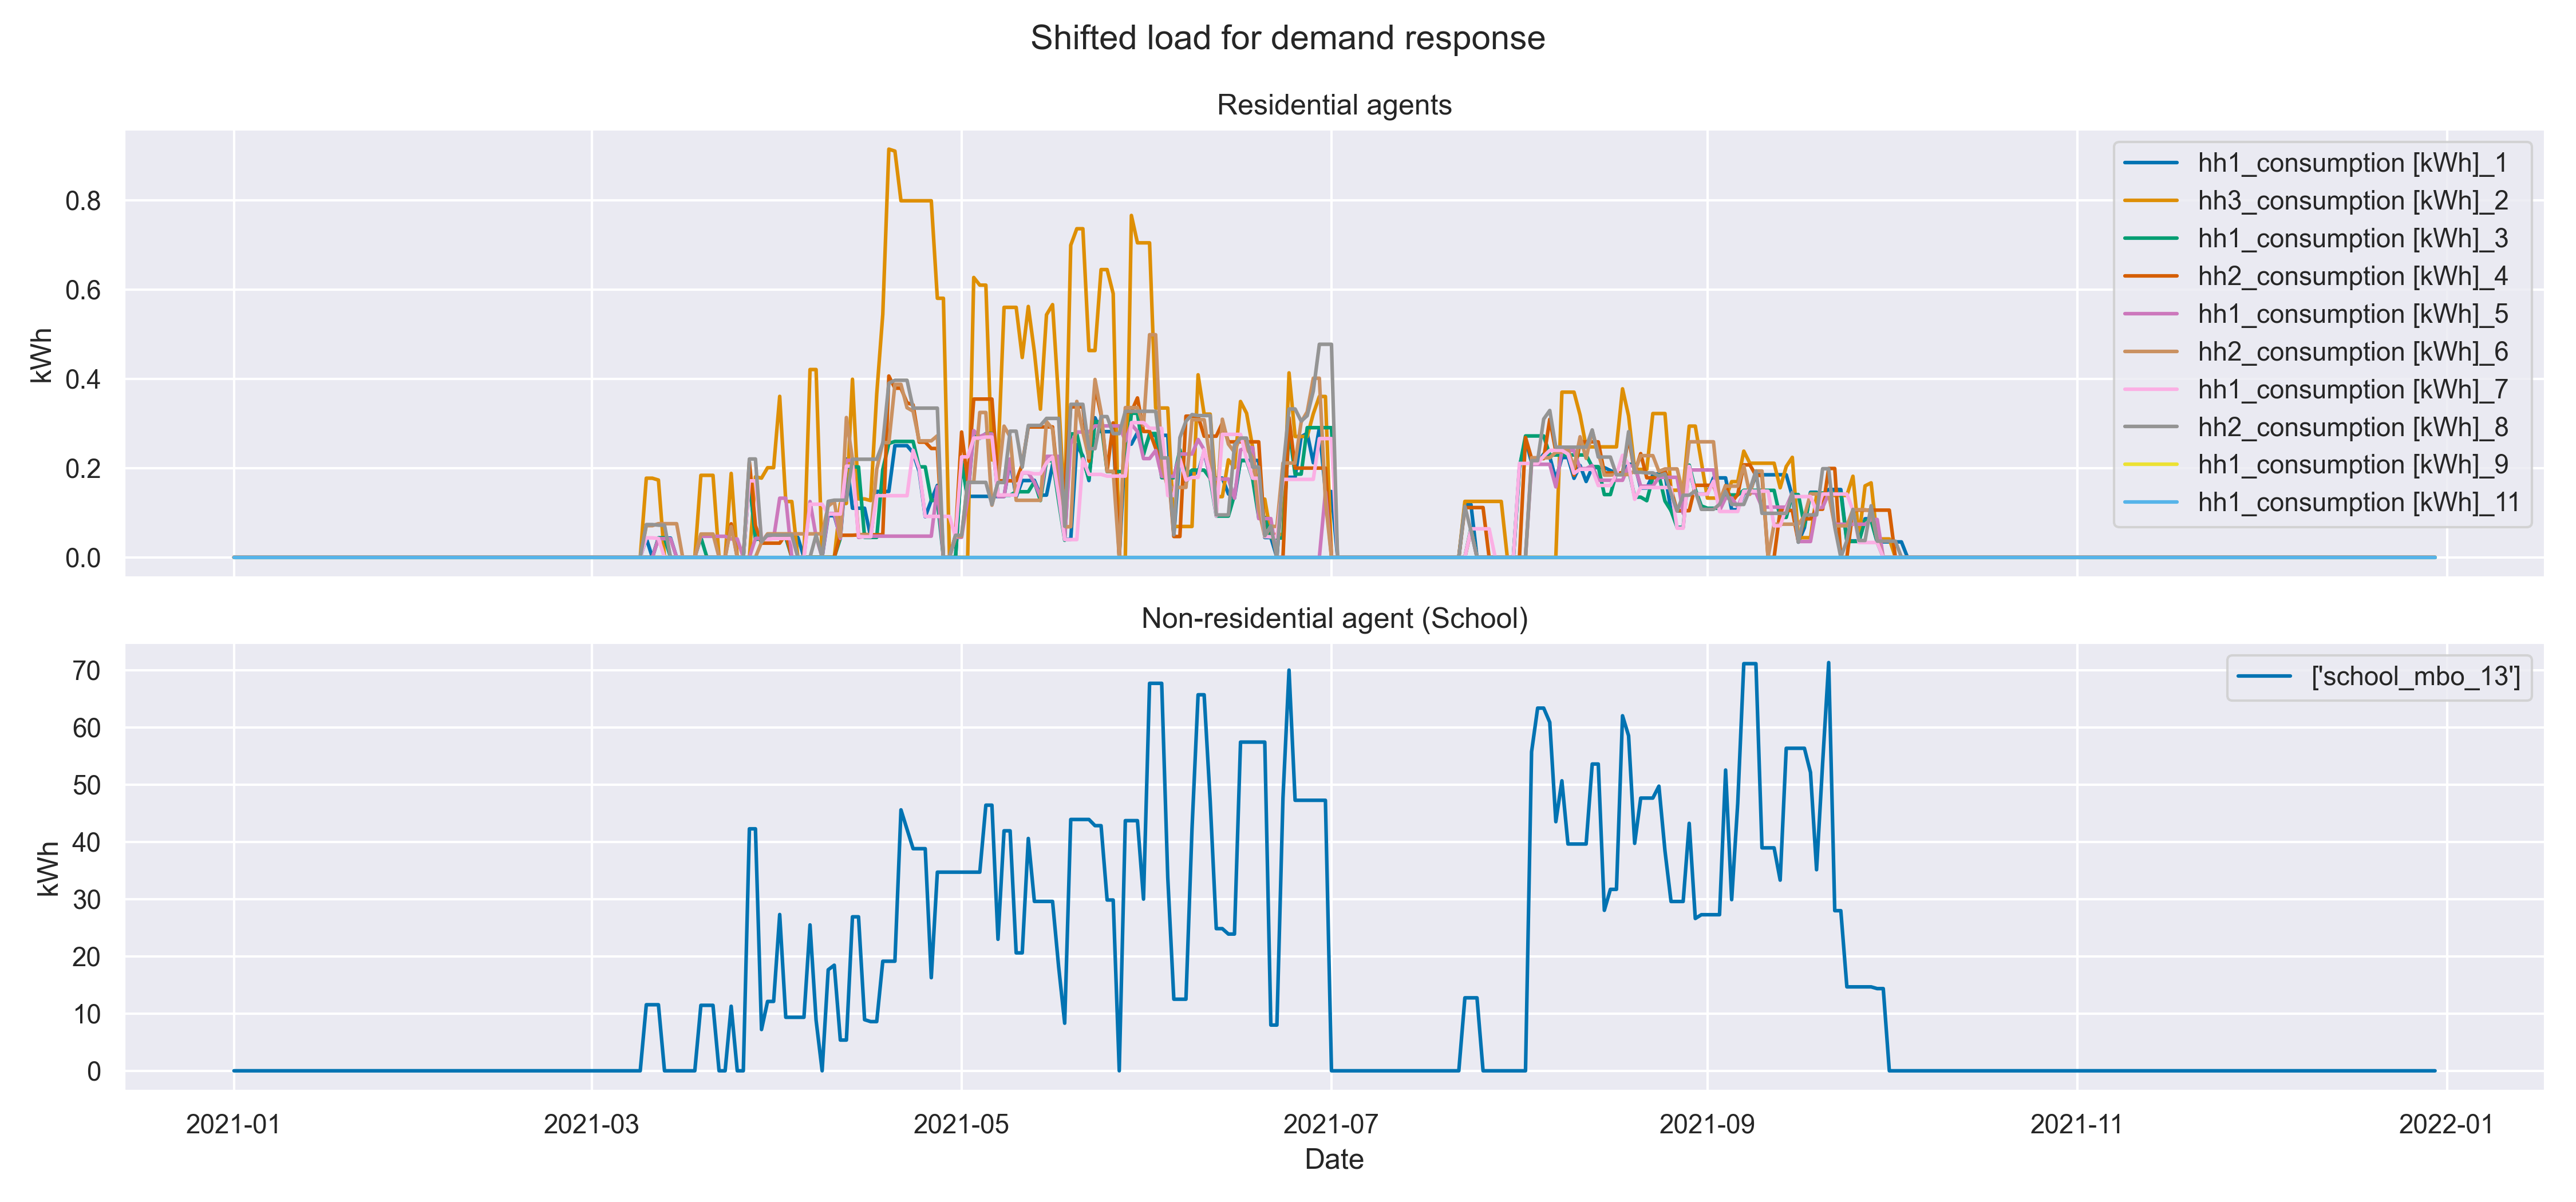 Shifted load for demand response
Residential agents
kWh
0.8
0.6
0.4
0.2
0.0
hh1_consumption [kWh]_1
hh3_consumption [kWh]_2
hh1_consumption [kWh]_3
hh2_consumption [kWh]_4
hh1_consumption [kWh]_5
hh2_consumption [kWh]_6
hh1_consumption [kWh]_7
hh2_consumption [kWh]_8
hh1_consumption [kWh]_9
hh1_consumption [kWh]_11
Non-residential agent (School)
kWh
70
60
50
40
30
20
10
0
['school_mbo_13']
2021-01 2021-03 2021-05 2021-07 2021-09 2021-11 2022-01
Date